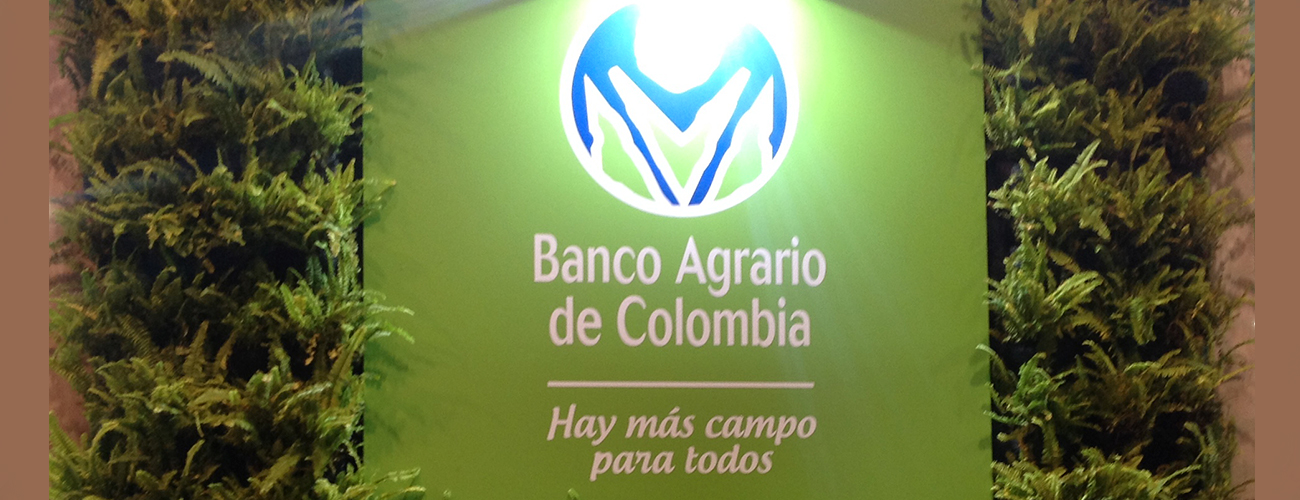 Banco Agrario
de Colombia
Hay más campo
para todos